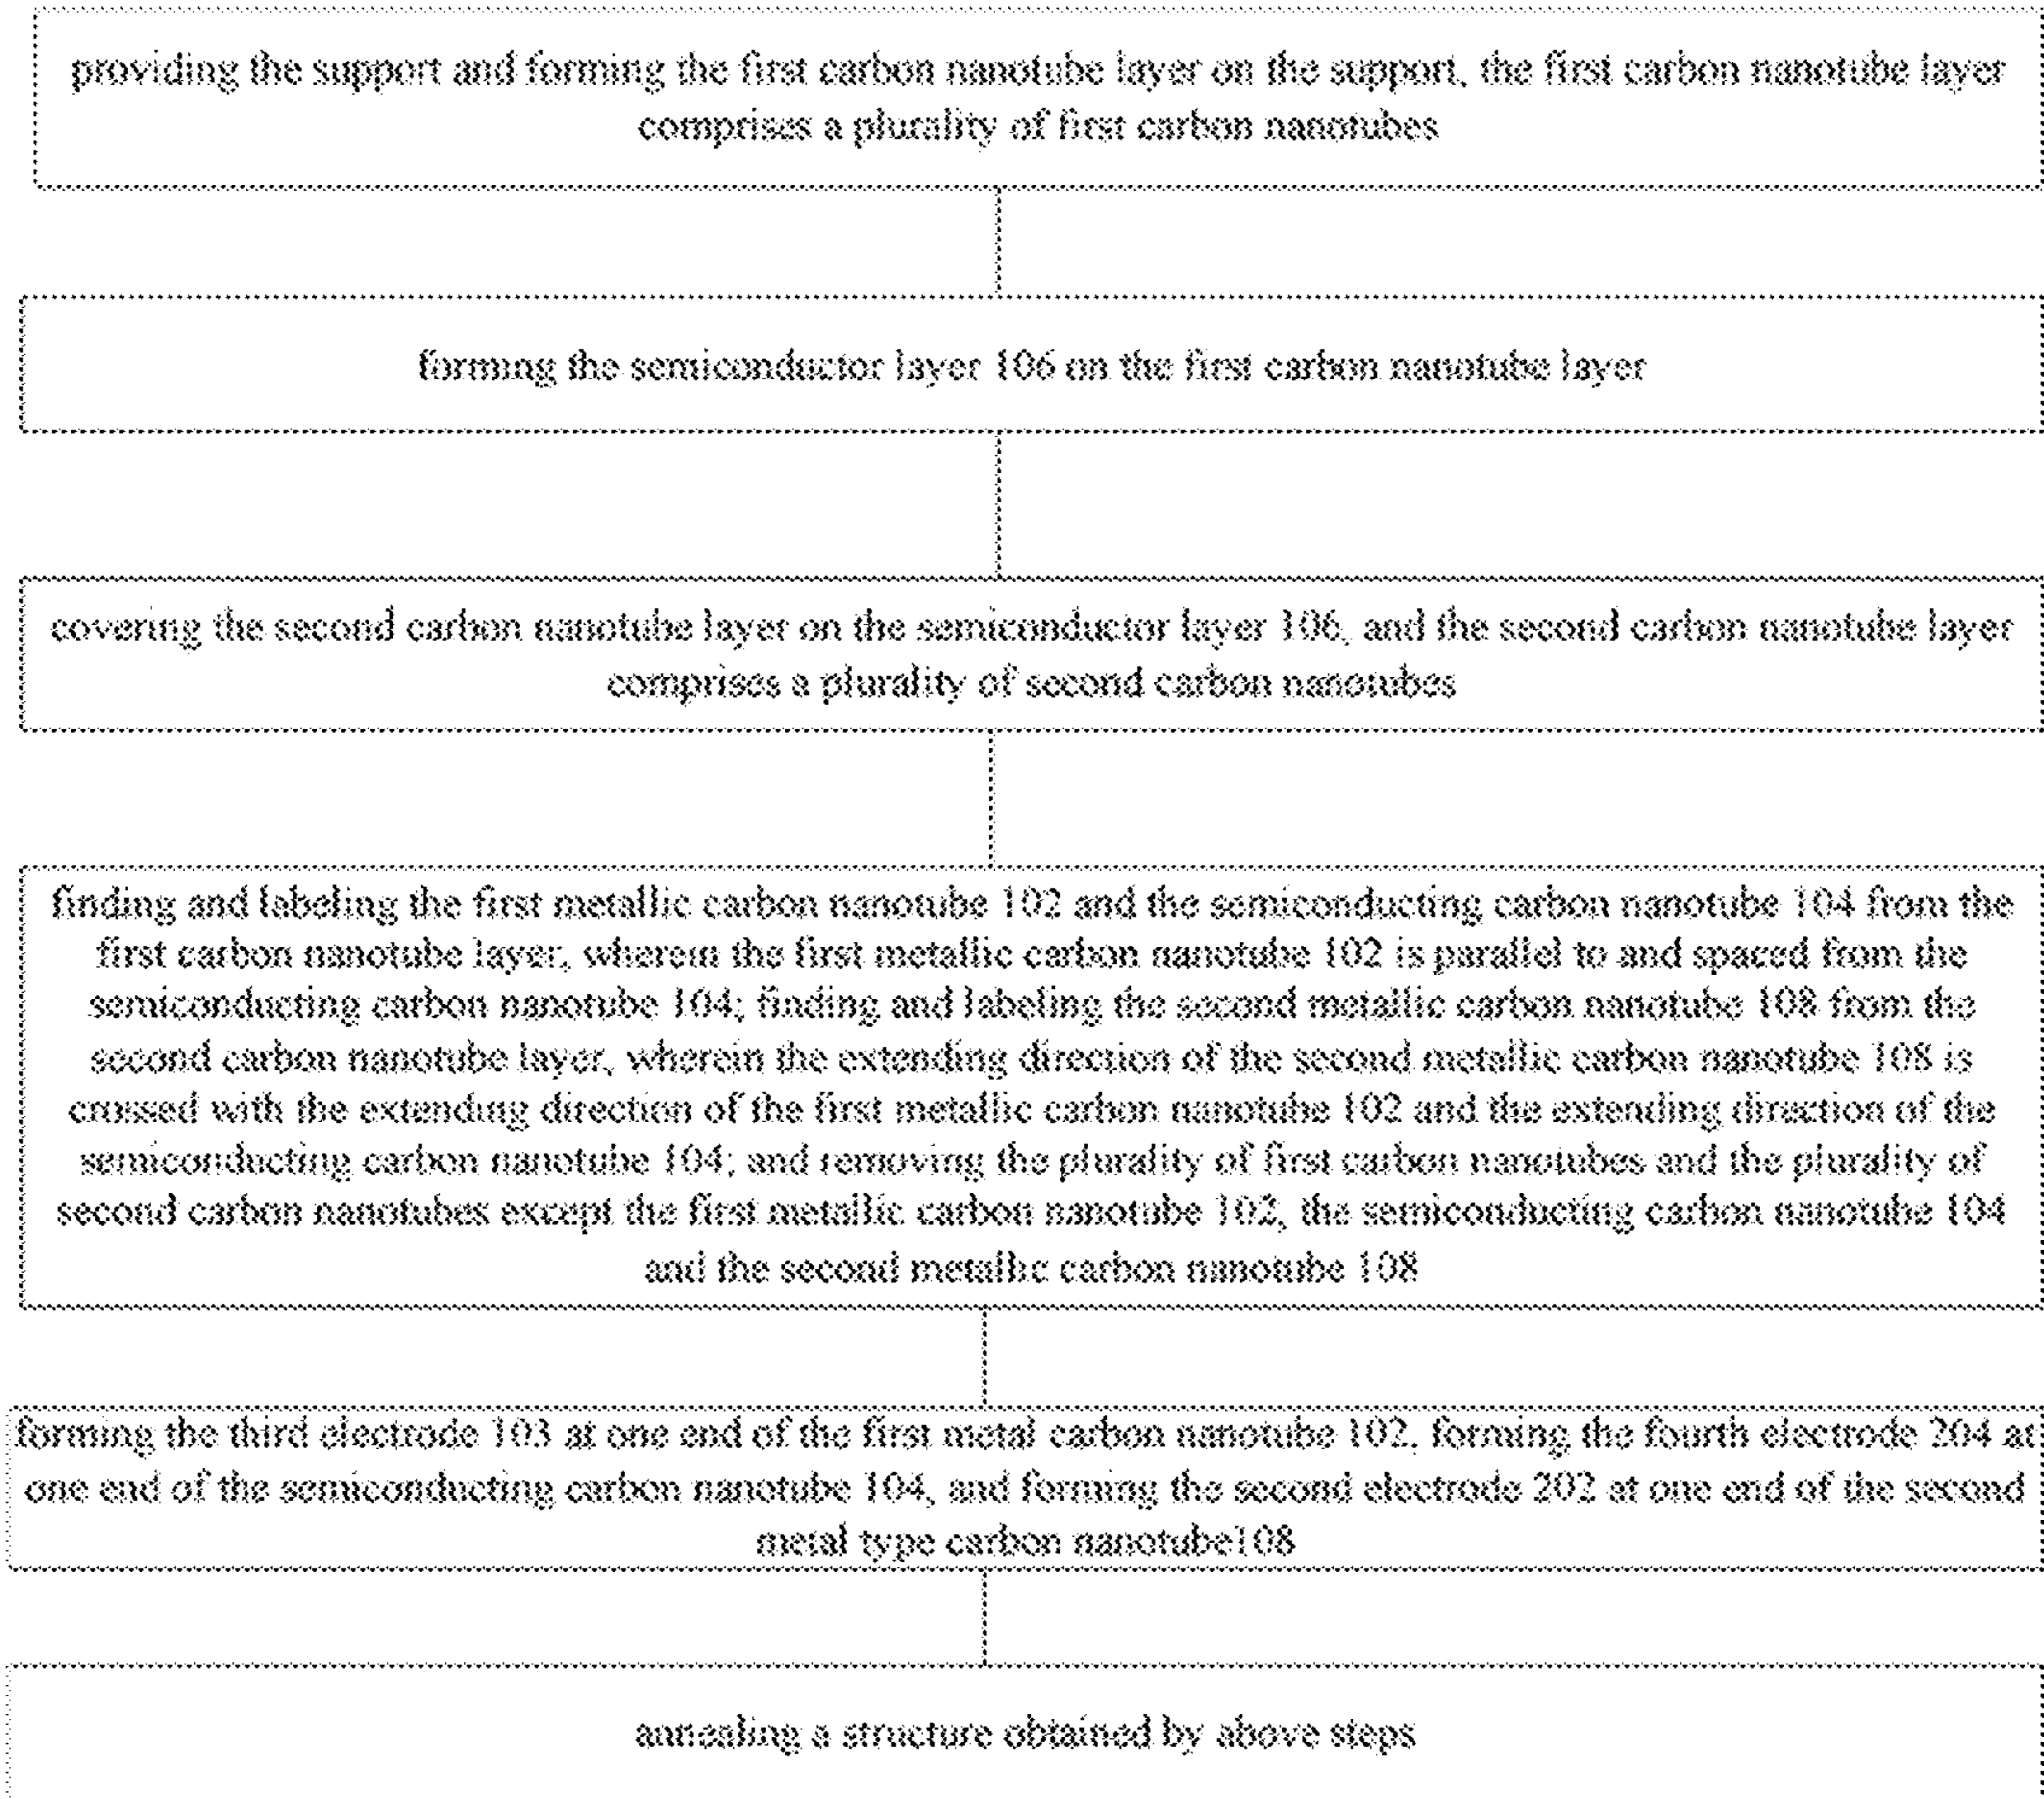 providing the support and forming the first carbon nanotube layer on the support, the first carbon nanotube layer
comprises a plurality of first carbon nanotubes
forming the semiconductor layer 106 on the first carbon nanotube layer
covering the second carbon nanotube layer on the semiconductor layer 106, and the second carbon nanotube layer
comprises a plurality of second carbon nanotubes
finding and labeling the first metallic carbon nanotube 102 and the semiconducting carbon nanotube 104 from the
first carbon nanotube layer, wherein the first metallic carbon nanotube 102 is parallel to and spaced from the
semiconducting carbon nanotube 104; finding and labeling the second metallic carbon nanotube 108 from the
second carbon nanotube layer, wherein the extending direction of the second metallic carbon nanotube 108 is
crossed with the extending direction of the first metallic carbon nanotube 102 and the extending direction of the
semiconducting carbon nanotube 104; and removing the plurality of first carbon nanotubes and the plurality of
second carbon nanotubes except the first metallic carbon nanotube 102, the semiconducting carbon nanotube 104
and the second metallic carbon nanotube 108
forming the third electrode 103 at one end of the first metal carbon nanotube 102, forming the fourth electrode 204 at
one end of the semiconducting carbon nanotube 104, and forming the second electrode 202 at one end of the second
metal type carbon nanotube108
annealing a structure obtained by above steps